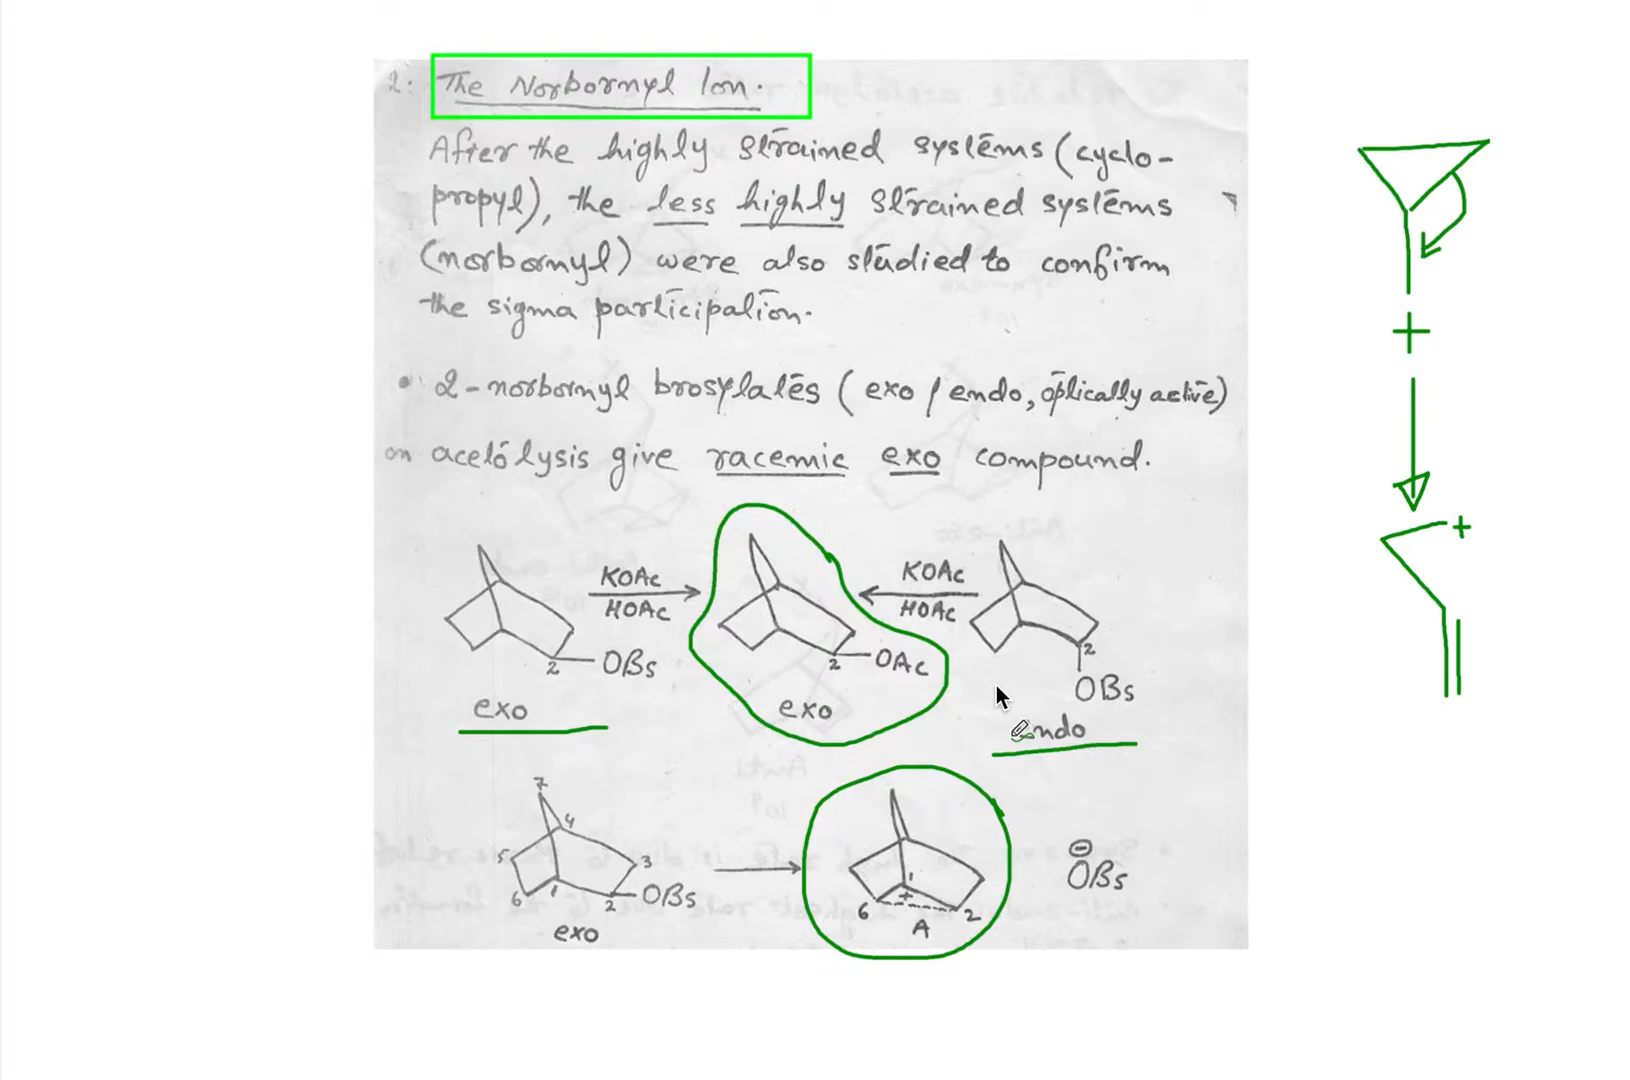 2: The Norbornyl Ion.
After the highly strained systems (cyclo-
propyl), the less highly strained systems
(norbornyl) were also studied to confirm
the sigma participation.
• 2-norbornyl brosylates (exo/endo, optically active)
on acetolysis give racemic exo compound.
KOAc
HOAc
KOAc
HOAc
2 OBs
2 OAc
2
OBs
exo
exo
endo
7
4
5
3
6
1
2 OBs
exo
1
+
6
2
A
⊖
OBs
+
+